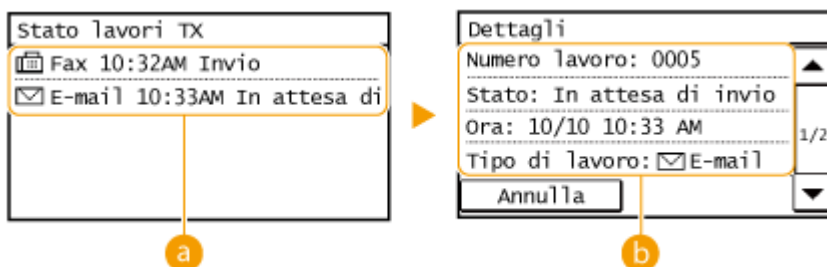 Stato lavori TX
Fax 10:32AM Invio
E-mail 10:33AM In attesa di
a
Dettagli
Numero lavoro: 0005
Stato: In attesa di invio
Ora: 10/10 10:33 AM
Tipo di lavoro: E-mail
1/2
Annulla
b